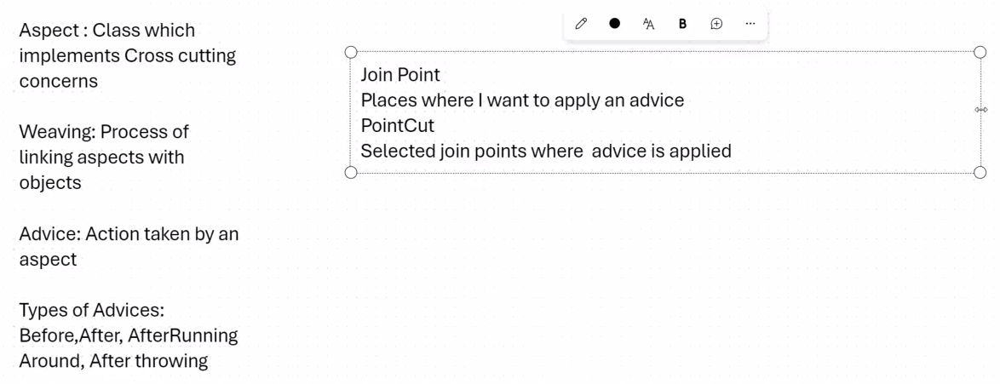 Aspect : Class which
implements Cross cutting
concerns
Weaving: Process of
linking aspects with
objects
Advice: Action taken by an
aspect
Types of Advices:
Before,After, AfterRunning
Around, After throwing
A A
B
Join Point
Places where I want to apply an advice
PointCut
Selected join points where  advice is applied